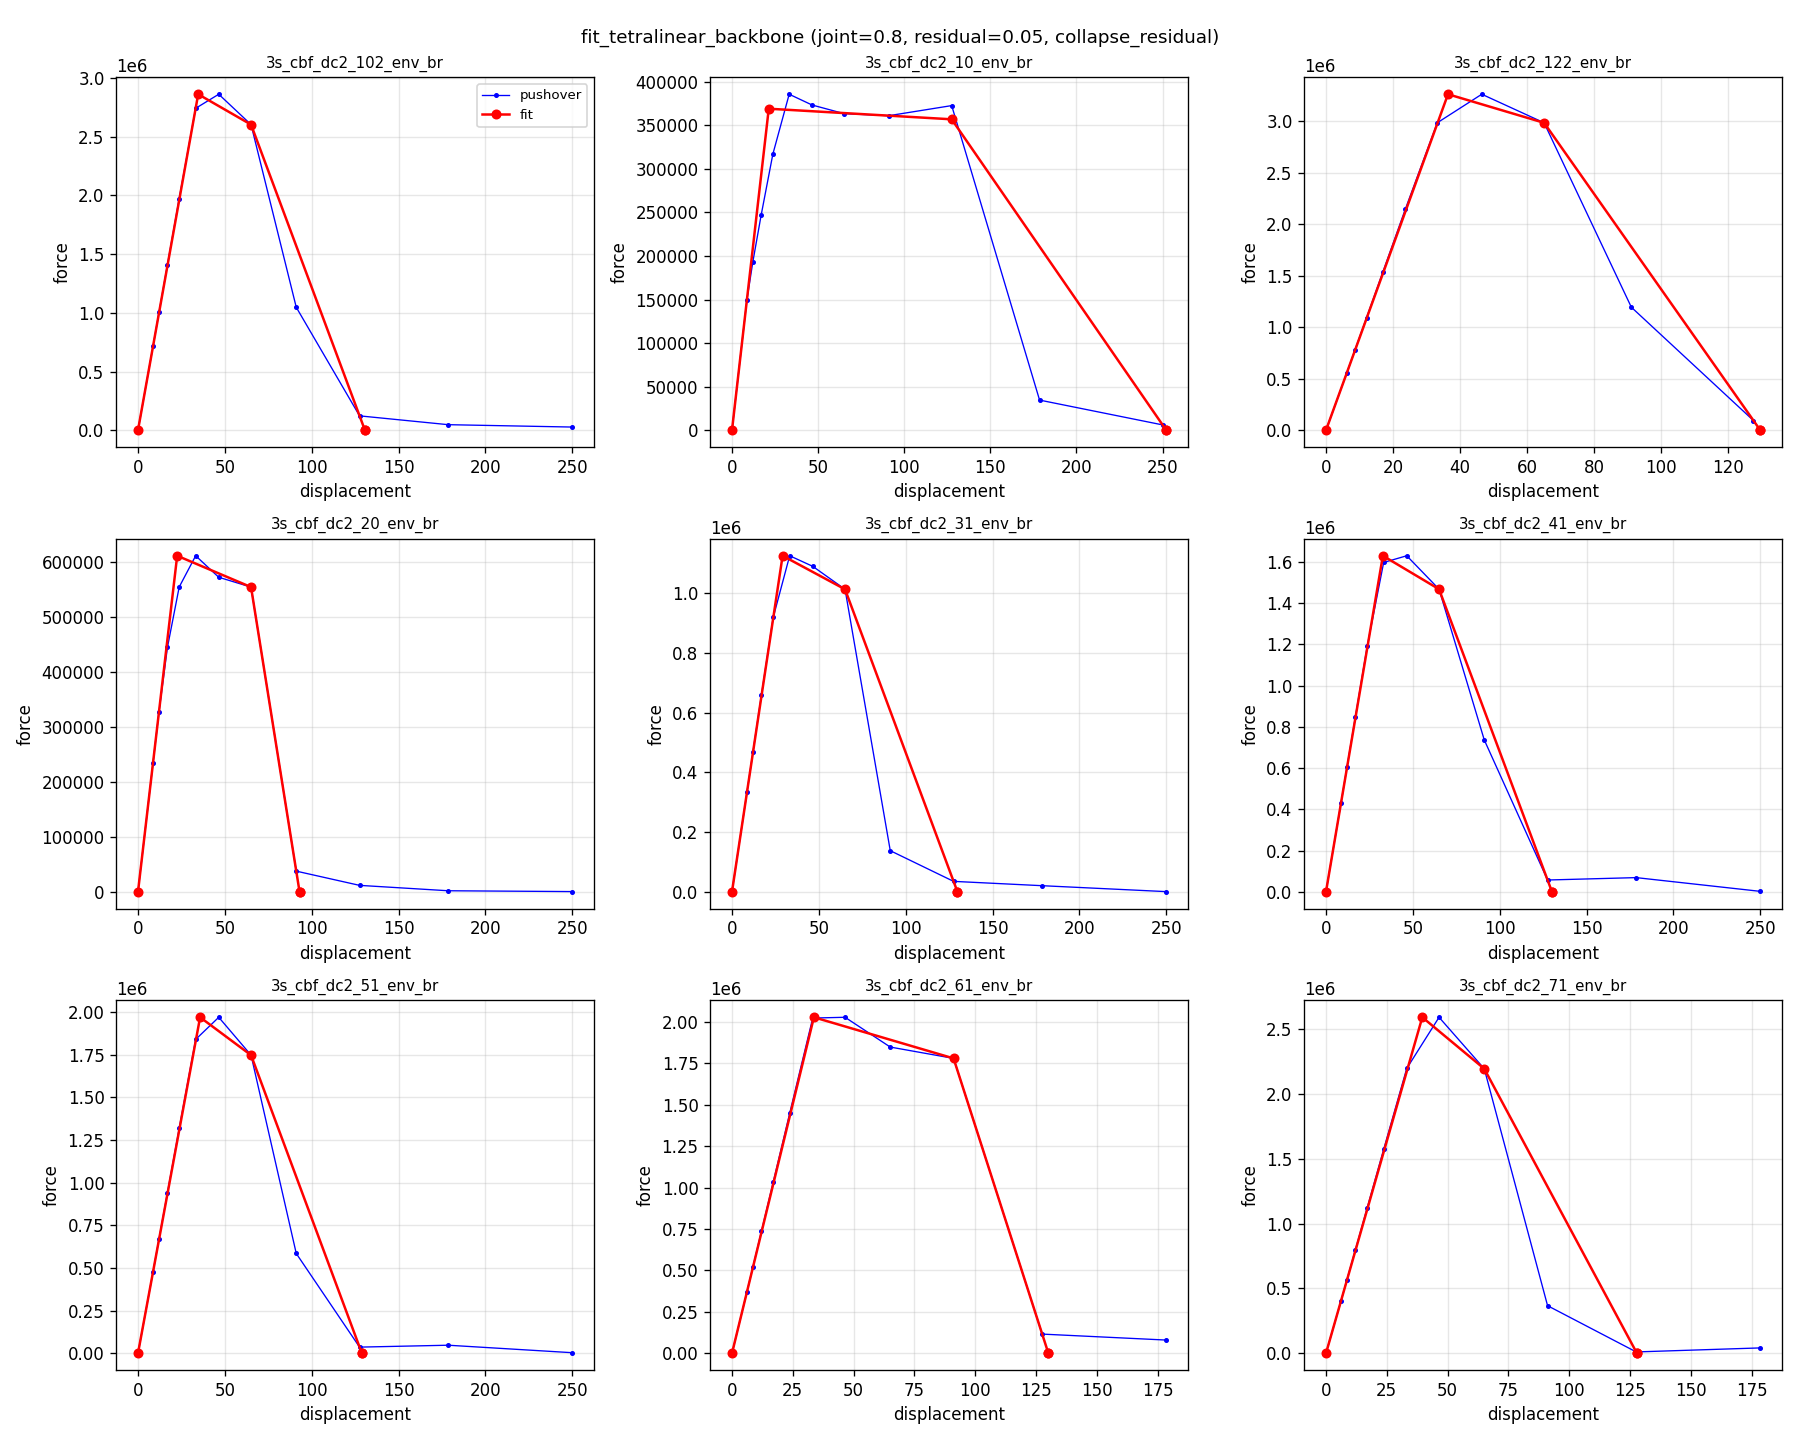 fit_tetralinear_backbone (joint=0.8, residual=0.05, collapse_residual)
3s_cbf_dc2_102_env_br
1e6
3.0
2.5
2.0
1.5
1.0
0.5
0.0
force
pushover
fit
0 50 100 150 200 250
displacement
3s_cbf_dc2_10_env_br
400000
350000
300000
250000
200000
150000
100000
50000
0
force
0 50 100 150 200 250
displacement
3s_cbf_dc2_122_env_br
1e6
3.0
2.5
2.0
1.5
1.0
0.5
0.0
force
0 20 40 60 80 100 120
displacement
3s_cbf_dc2_20_env_br
600000
500000
400000
300000
200000
100000
0
force
0 50 100 150 200 250
displacement
3s_cbf_dc2_31_env_br
1e6
1.0
0.8
0.6
0.4
0.2
0.0
force
0 50 100 150 200 250
displacement
3s_cbf_dc2_41_env_br
1e6
1.6
1.4
1.2
1.0
0.8
0.6
0.4
0.2
0.0
force
0 50 100 150 200 250
displacement
3s_cbf_dc2_51_env_br
1e6
2.00
1.75
1.50
1.25
1.00
0.75
0.50
0.25
0.00
force
0 50 100 150 200 250
displacement
3s_cbf_dc2_61_env_br
1e6
2.00
1.75
1.50
1.25
1.00
0.75
0.50
0.25
0.00
force
0 25 50 75 100 125 150 175
displacement
3s_cbf_dc2_71_env_br
1e6
2.5
2.0
1.5
1.0
0.5
0.0
force
0 25 50 75 100 125 150 175
displacement